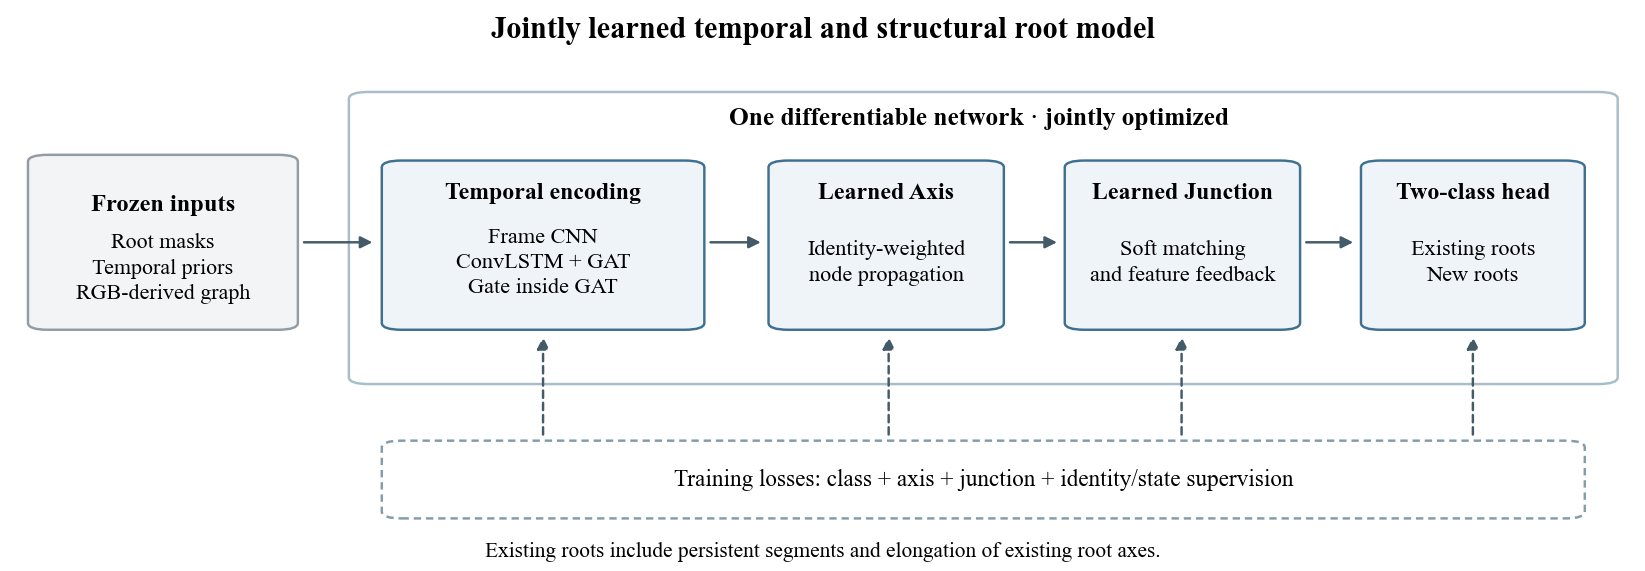 Jointly learned temporal and structural root model
One differentiable network · jointly optimized
Frozen inputs
Root masks
Temporal priors
RGB-derived graph
Temporal encoding
Frame CNN
ConvLSTM + GAT
Gate inside GAT
Learned Axis
Identity-weighted
node propagation
Learned Junction
Soft matching
and feature feedback
Two-class head
Existing roots
New roots
Training losses: class + axis + junction + identity/state supervision
Existing roots include persistent segments and elongation of existing root axes.